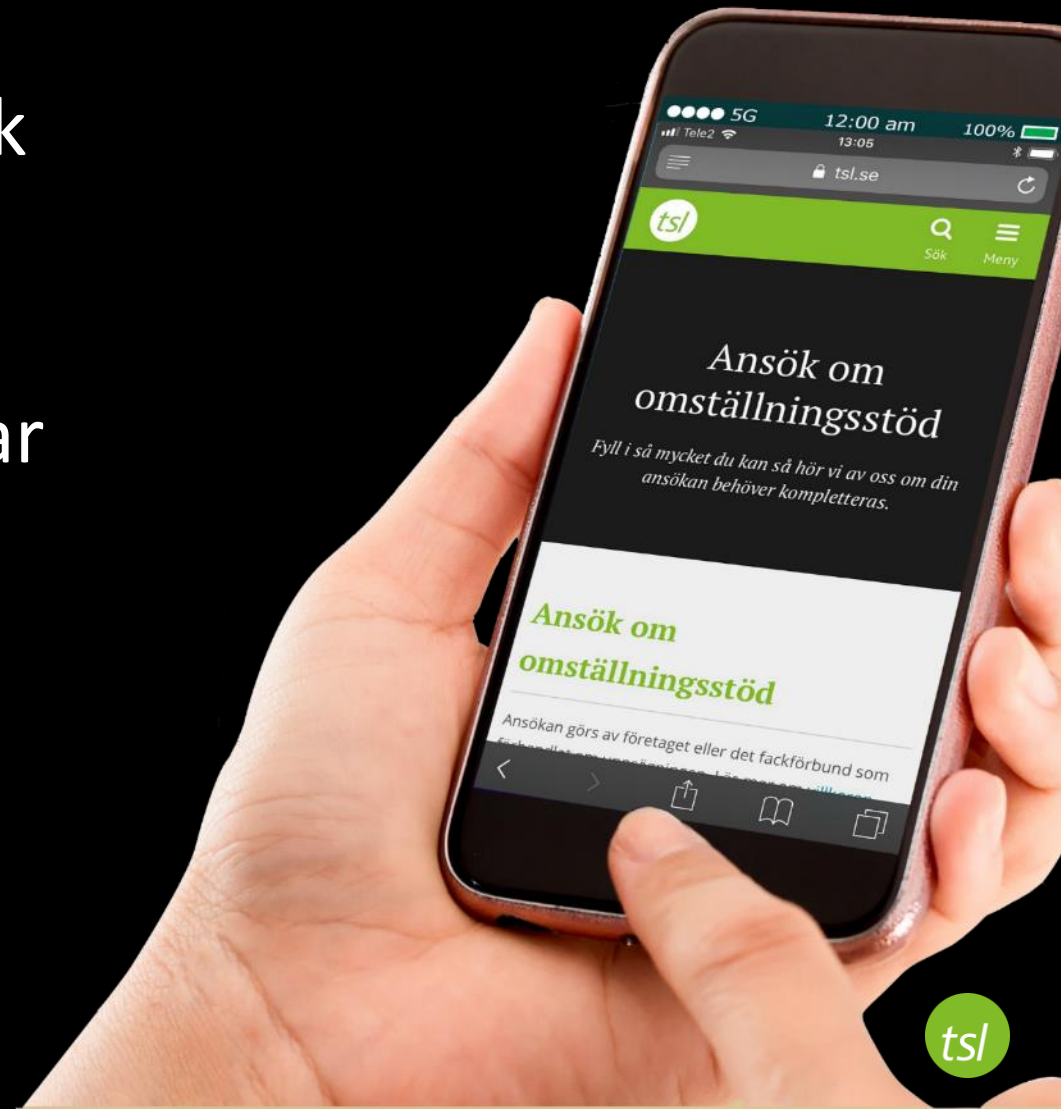 k
ar
5G 12:00 am 100%
Tele2 13:05
tsl.se
tsl
Sök Meny
Ansök om
omställningsstöd
Fyll i så mycket du kan så hör vi av oss om din
ansökan behöver kompletteras.
Ansök om
omställningsstöd
Ansökan görs av företaget eller det fackförbund som
tsl